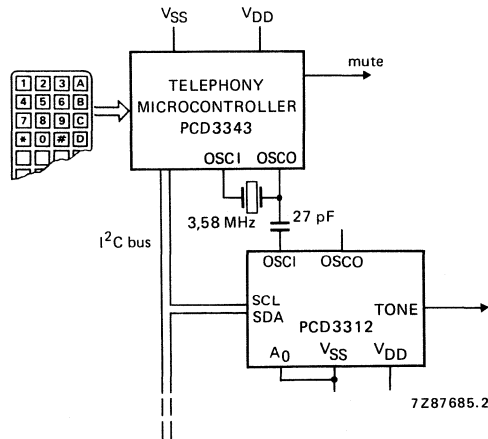 VSS VDD
1 2 3 A
4 5 6 B
7 8 9 C
* 0 # D
TELEPHONY
MICROCONTROLLER
PCD3343
mute
OSCI OSCO
3,58 MHz
27 pF
I²C bus
OSCI OSCO
SCL
SDA
TONE
PCD3312
A0 VSS VDD
7Z87685.2